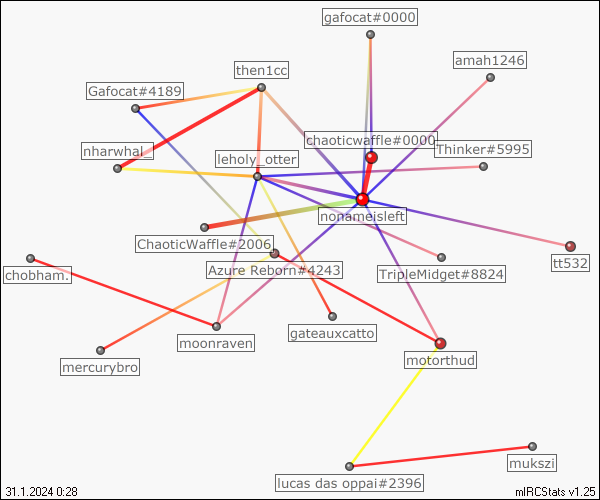 gafocat#0000
amah1246
then1cc
Gafocat#4189
chaoticwaffle#0000
Thinker#5995
nharwhal_
leholy_otter
nonameisleft
ChaoticWaffle#2006
tt532
Azure Reborn#4243
TripleMidget#8824
chobham.
gateauxcatto
moonraven
motorthud
mercurybro
mukszi
lucas das oppai#2396
31.1.2024 0:28
mIRCStats v1.25